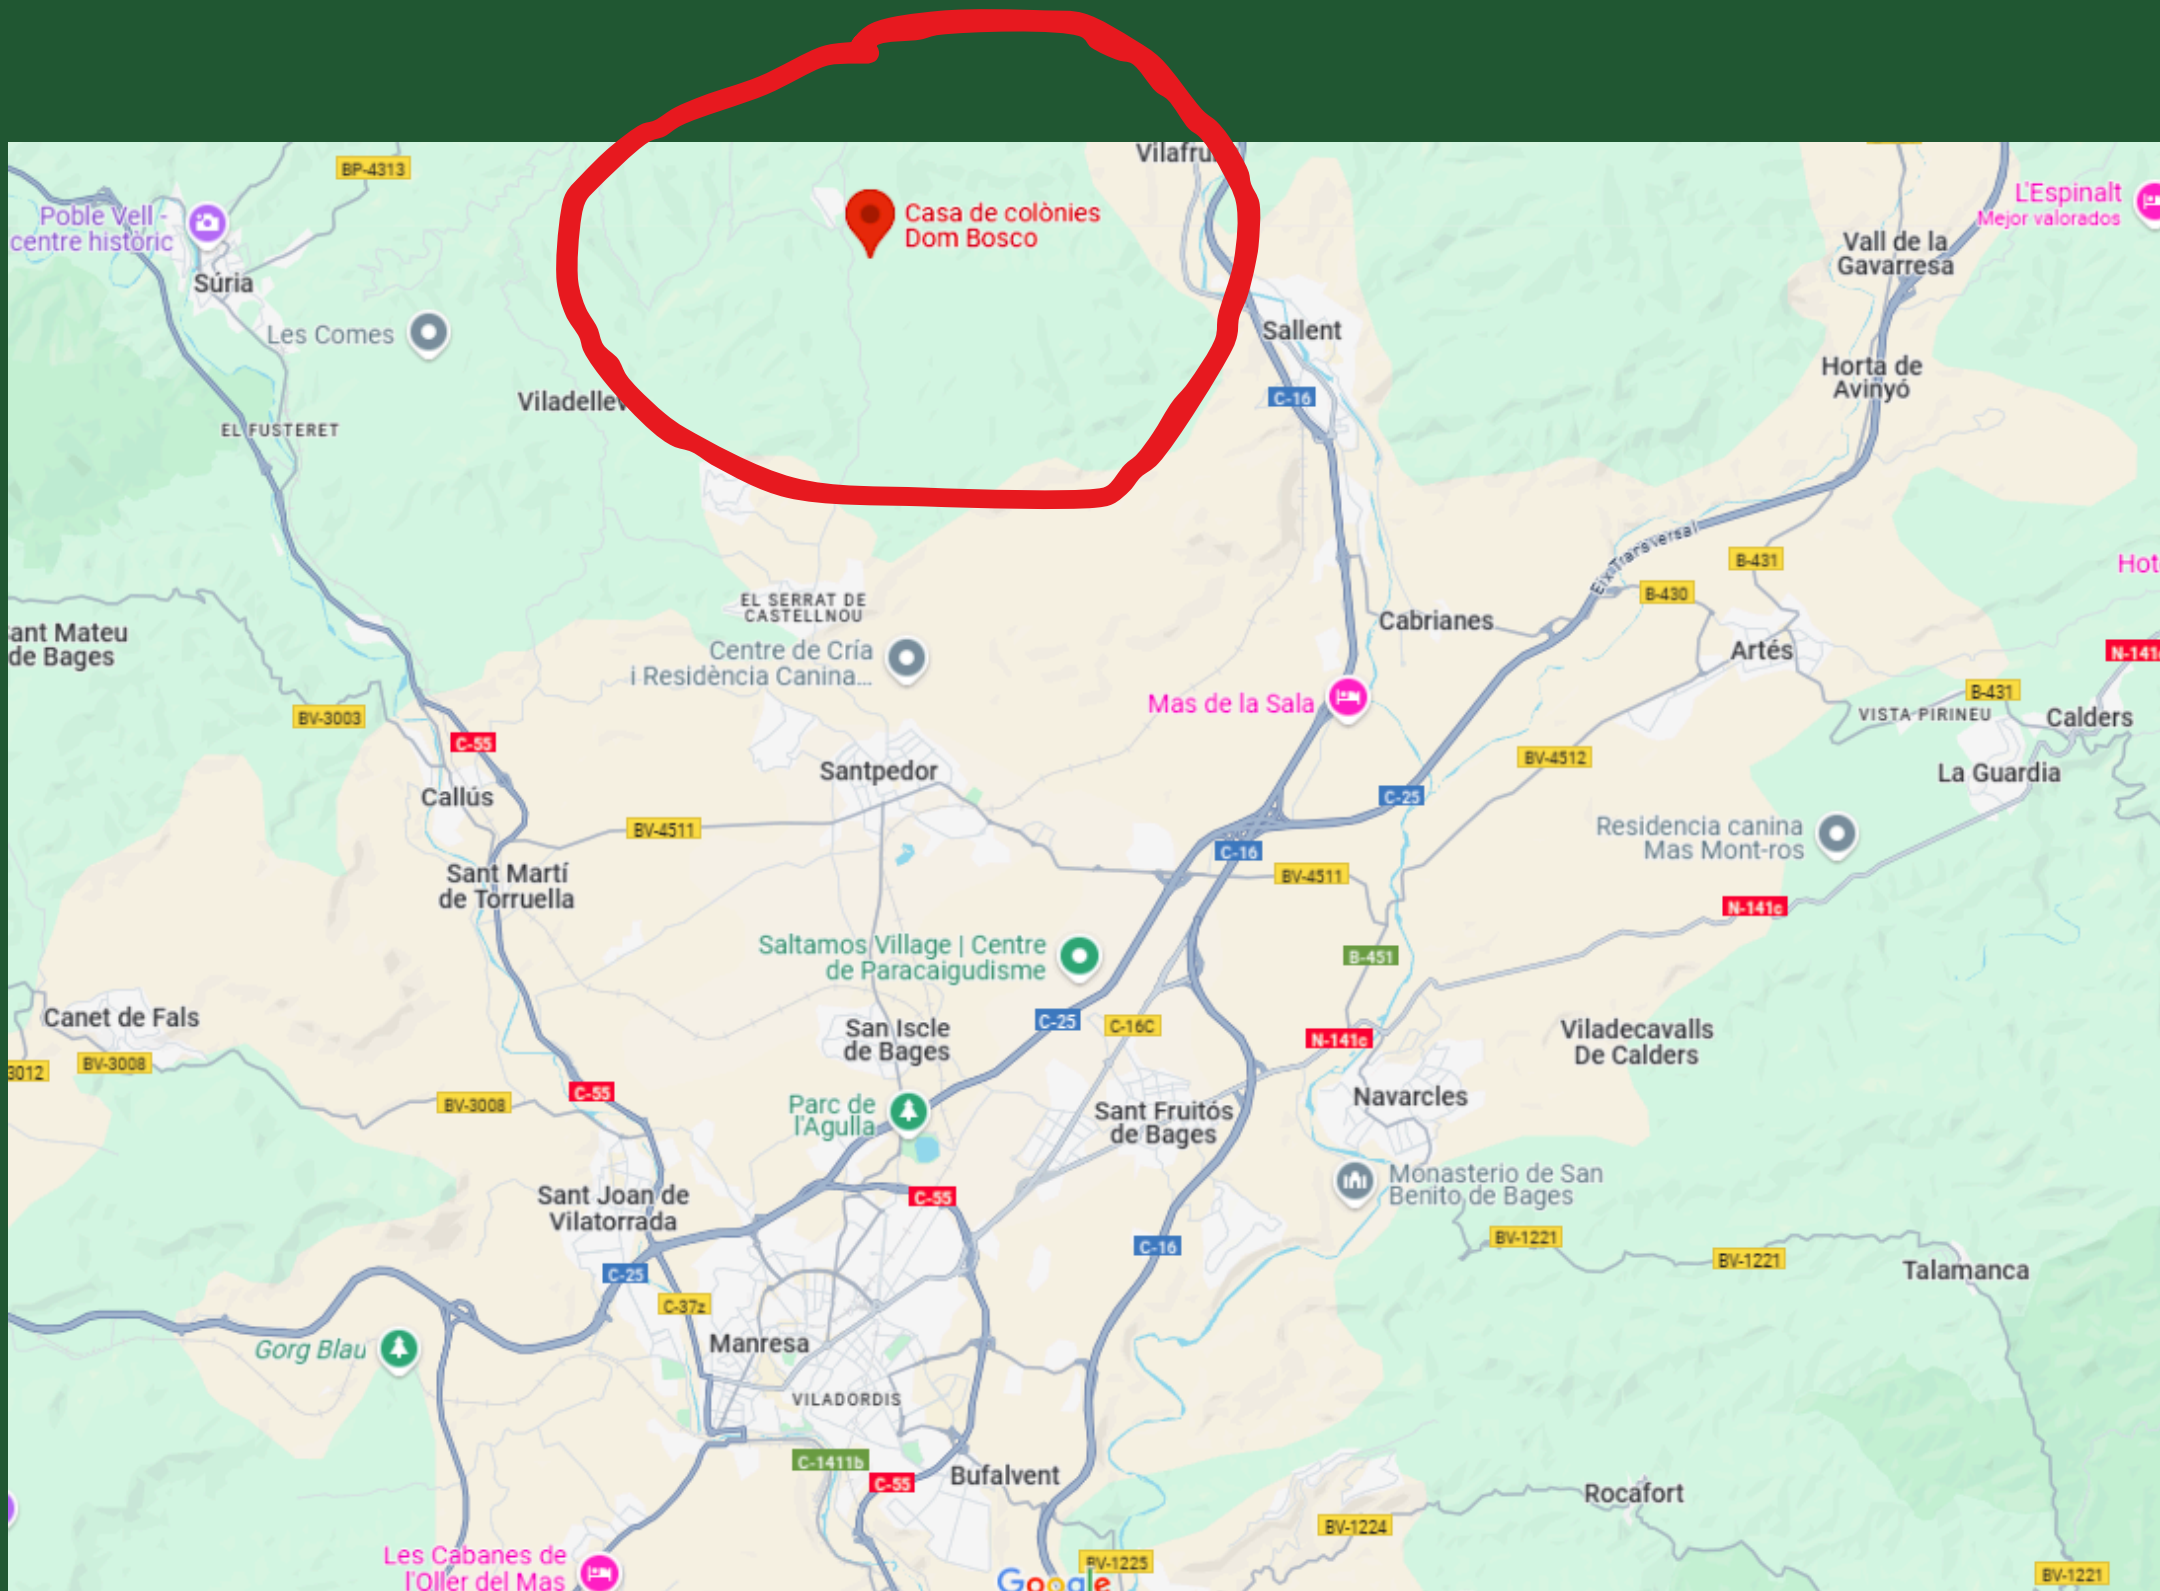 BP-4313
Vilafru
Poble Vell -
centre històric
Casa de colònies
Dom Bosco
L'Espinalt
Mejor valorados
Vall de la
Gavarresa
Súria
Les Comes
Sallent
Horta de
Avinyó
C-16
Viladellev
EL FUSTERET
Eix Transversal
B-431
Hot
B-430
EL SERRAT DE
CASTELLNOU
Cabrianes
ant Mateu
de Bages
Centre de Cría
i Residència Canina...
Artés
N-141c
Mas de la Sala
B-431
BV-3003
VISTA PIRINEU
Calders
C-55
BV-4512
Santpedor
La Guardia
Callús
C-25
BV-4511
Residencia canina
Mas Mont-ros
C-16
BV-4511
Sant Martí
de Torruella
N-141c
Saltamos Village | Centre
de Paracaigudisme
B-451
Canet de Fals
C-25
C-16C
San Iscle
de Bages
N-141c
Viladecavalls
De Calders
3012
BV-3008
C-55
BV-3008
Navarcles
Parc de
l'Agulla
Sant Fruitós
de Bages
Monasterio de San
Benito de Bages
Sant Joan de
Vilatorrada
C-55
C-16
BV-1221
BV-1221
C-25
Talamanca
C-37z
Manresa
Gorg Blau
VILADORDIS
C-1411b
C-55
Bufalvent
Rocafort
BV-1224
Les Cabanes de
l'Oller del Mas
BV-1225
Google
BV-1221